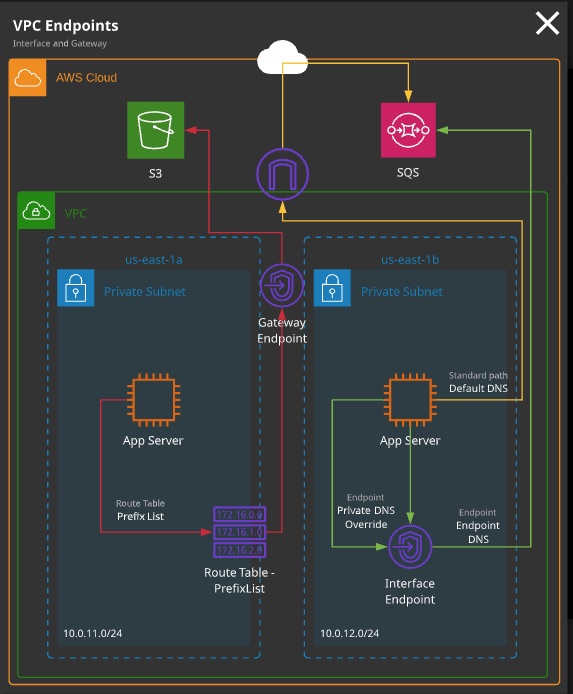 VPC Endpoints
Interface and Gateway
AWS Cloud
S3
SQS
VPC
us-east-1a
us-east-1b
Private Subnet
Private Subnet
Gateway
Endpoint
Standard path
Default DNS
App Server
App Server
Route Table
Prefix List
172.16.0.0
172.16.1.0
172.16.2.0
Endpoint
Private DNS
Override
Endpoint
Endpoint
DNS
Route Table -
PrefixList
Interface
Endpoint
10.0.11.0/24
10.0.12.0/24